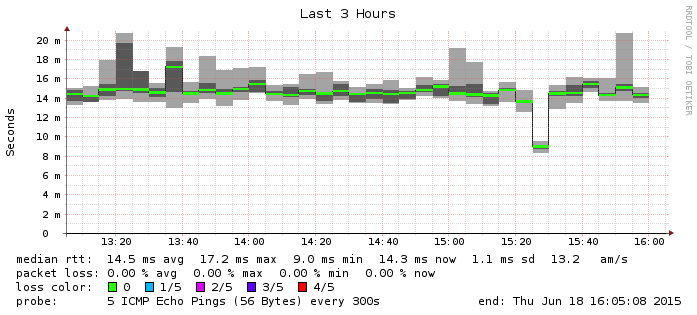 Last 3 Hours
RRDTOOL / TOBI OETIKER
Seconds
20 m
18 m
16 m
14 m
12 m
10 m
8 m
6 m
4 m
2 m
0
13:20 13:40 14:00 14:20 14:40 15:00 15:20 15:40 16:00
median rtt: 14.5 ms avg 17.2 ms max 9.0 ms min 14.3 ms now 1.1 ms sd 13.2 am/s
packet loss: 0.00 % avg 0.00 % max 0.00 % min 0.00 % now
loss color: 0 1/5 2/5 3/5 4/5
probe: 5 ICMP Echo Pings (56 Bytes) every 300s end: Thu Jun 18 16:05:08 2015